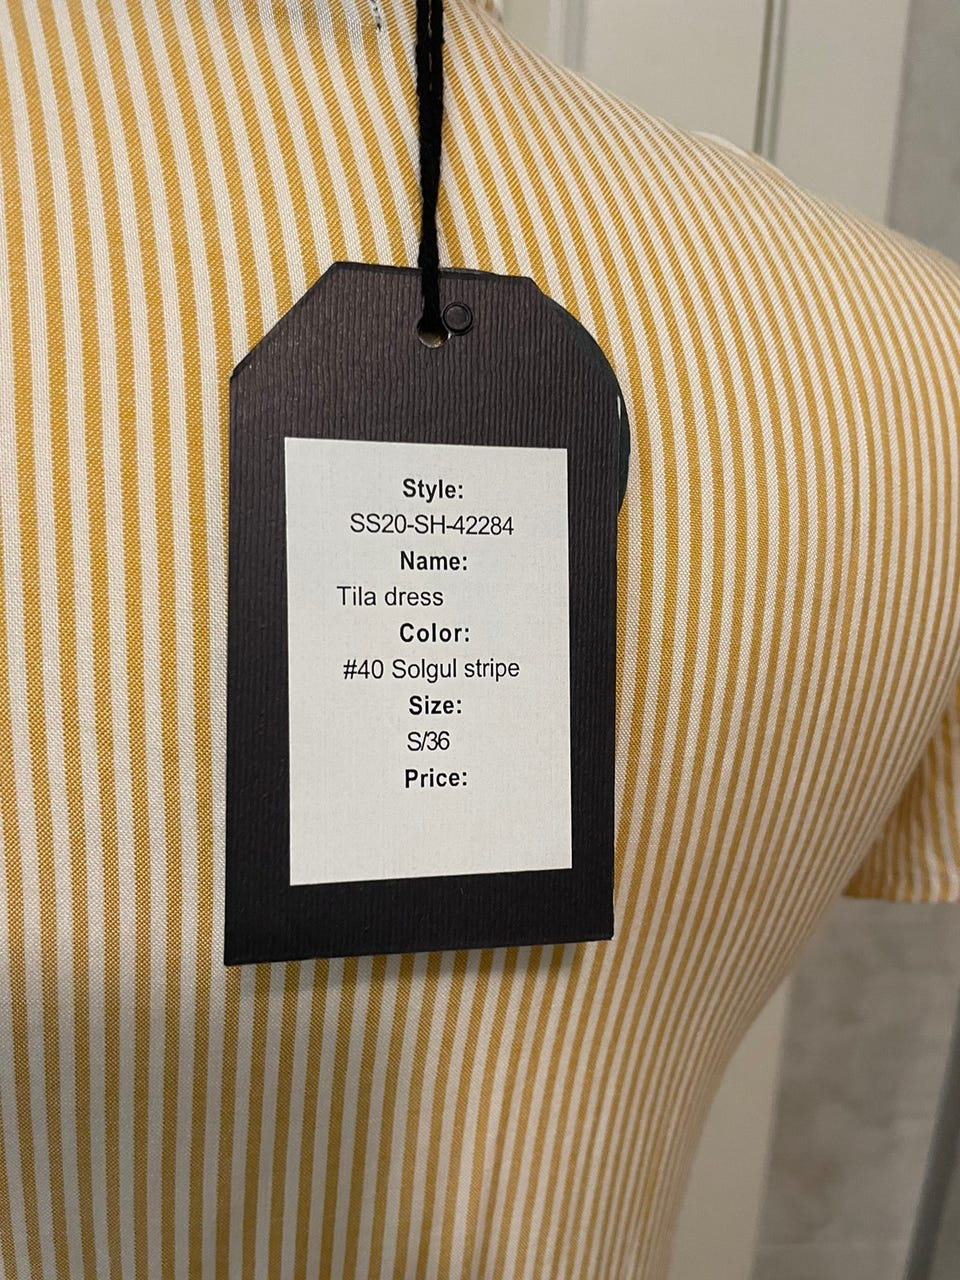 Style:
SS20-SH-42284
Name:
Tila dress
Color:
#40 Solgul stripe
Size:
S/36
Price: